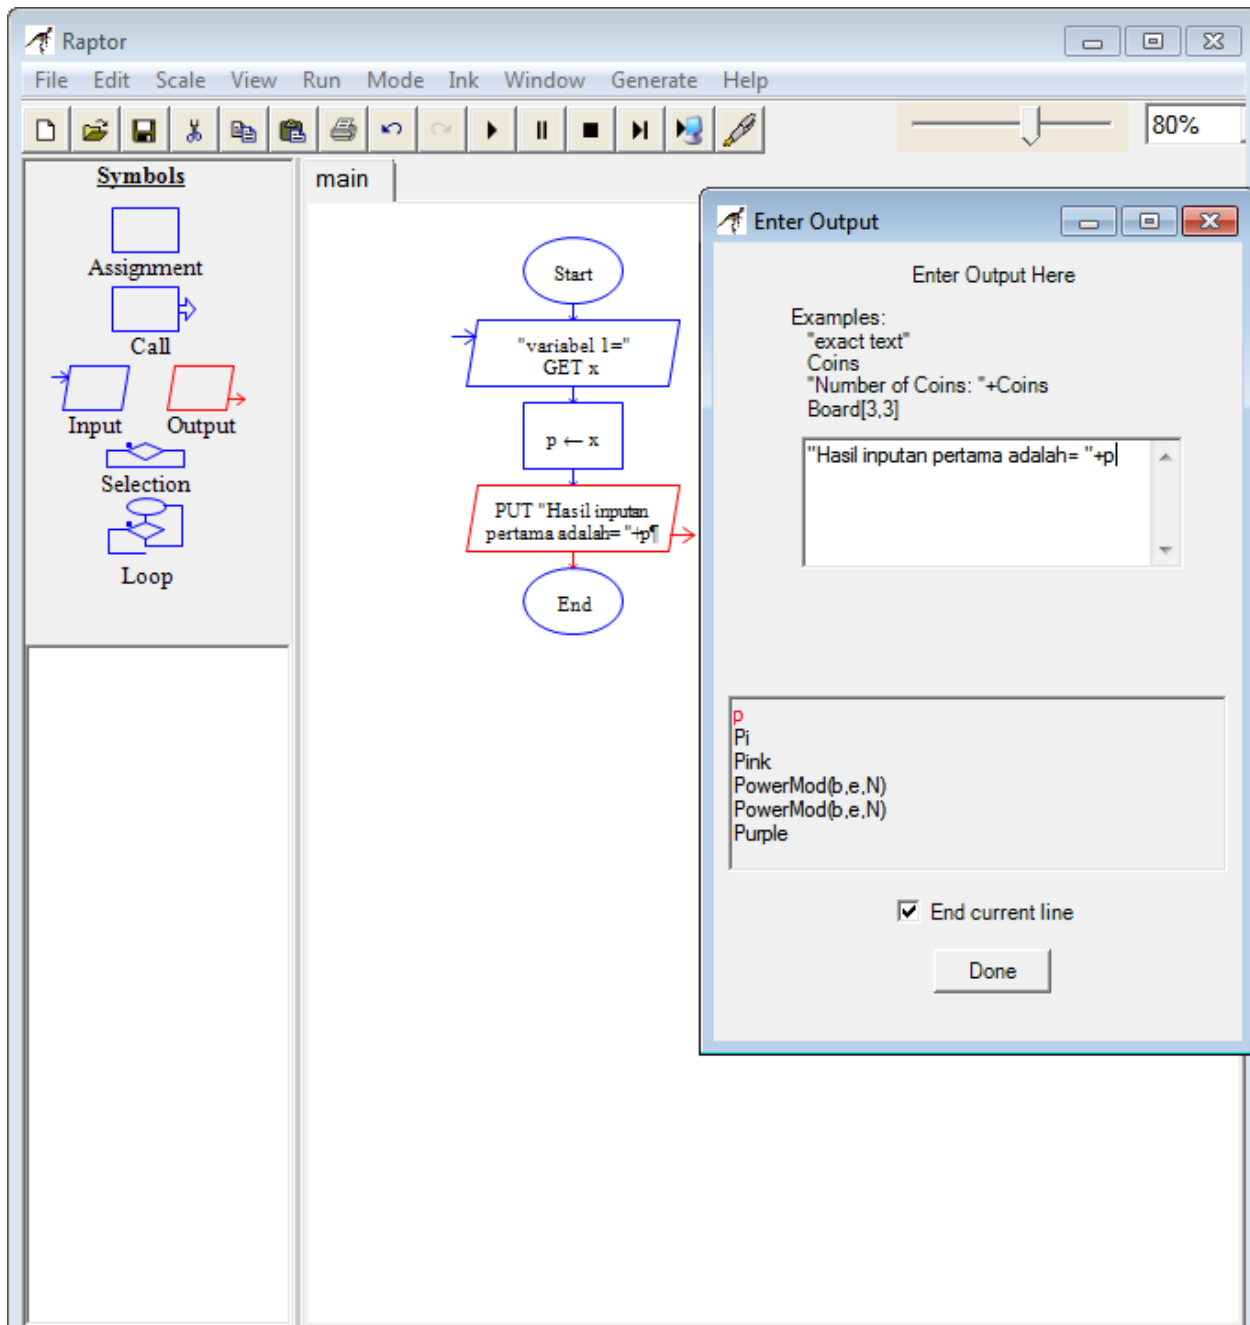 Raptor
File Edit Scale View Run Mode Ink Window Generate Help
80%
Symbols
Assignment
Call
Input Output
Selection
Loop
main
Start
"variabel 1="
GET x
p ← x
PUT "Hasil inputan
pertama adalah= "+p¶
End
Enter Output
Enter Output Here
Examples:
"exact text"
Coins
"Number of Coins: "+Coins
Board[3,3]
"Hasil inputan pertama adalah= "+p
p
Pi
Pink
PowerMod(b,e,N)
PowerMod(b,e,N)
Purple
End current line
Done